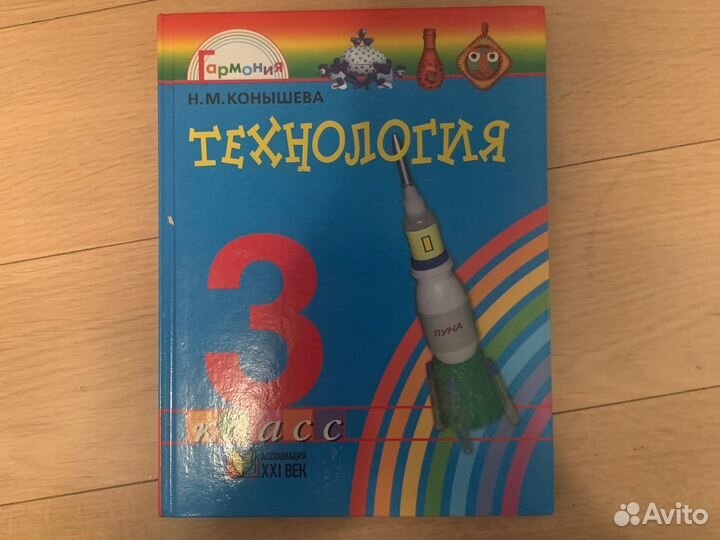 Гармония
Н.М.КОНЫШЕВА
ТЕХНОЛОГИЯ
ЛУНА
3
класс
АССОЦИАЦИЯ
XXI ВЕК
Avito